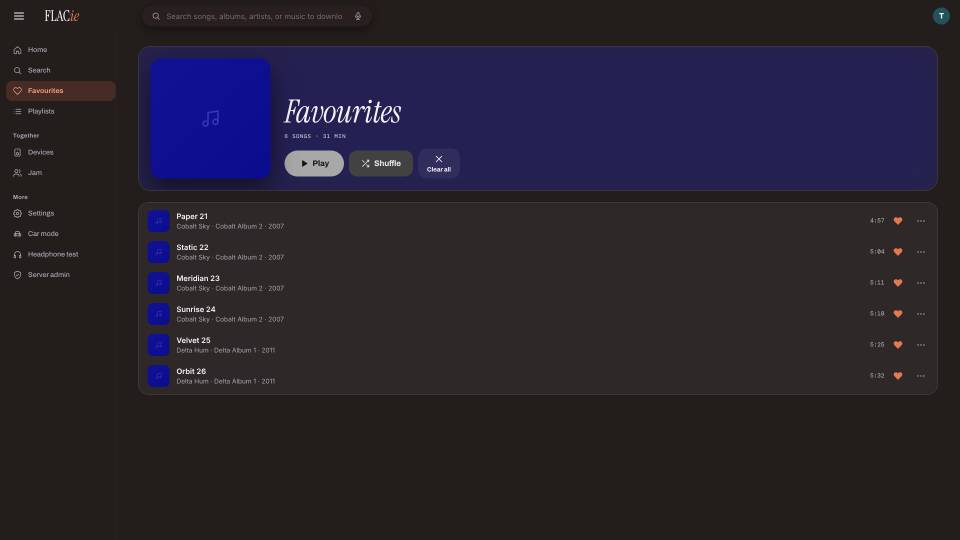 FLACie
Search songs, albums, artists, or music to downlo
T
Home
Search
Favourites
Playlists
Together
Devices
Jam
More
Settings
Car mode
Headphone test
Server admin
Favourites
6 SONGS · 31 MIN
Play
Shuffle
Clear all
Paper 21
Cobalt Sky · Cobalt Album 2 · 2007
4:57
Static 22
Cobalt Sky · Cobalt Album 2 · 2007
5:04
Meridian 23
Cobalt Sky · Cobalt Album 2 · 2007
5:11
Sunrise 24
Cobalt Sky · Cobalt Album 2 · 2007
5:18
Velvet 25
Delta Hum · Delta Album 1 · 2011
5:25
Orbit 26
Delta Hum · Delta Album 1 · 2011
5:32